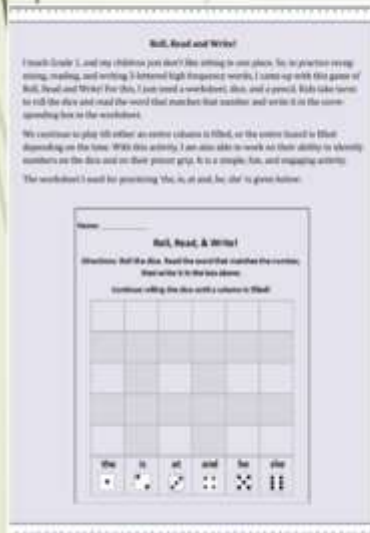 Roll, Read and Write!
I teach Grade 1, and my children just don't like sitting in one place. So, to practice recog-
nizing, reading, and writing 3-lettered high frequency words, I came up with this game of
Roll, Read and Write! For this, I just need a worksheet, dice, and a pencil. Kids take turns
to roll the dice and read the word that matches that number and write it in the corre-
sponding box in the worksheet.
We continue to play till either an entire column is filled, or the entire board is filled
depending on the time. With this activity, I am also able to work on their ability to identify
numbers on the dice and on their pincer grip. It is a simple, fun, and engaging activity.
The worksheet I used for practicing 'the, is, at and, he, she' is given below:
Name:
Roll, Read, & Write!
Directions: Roll the dice. Read the word that matches the number,
then write it in the box above.
Continue rolling the dice until a column is filled!
the is at and he she